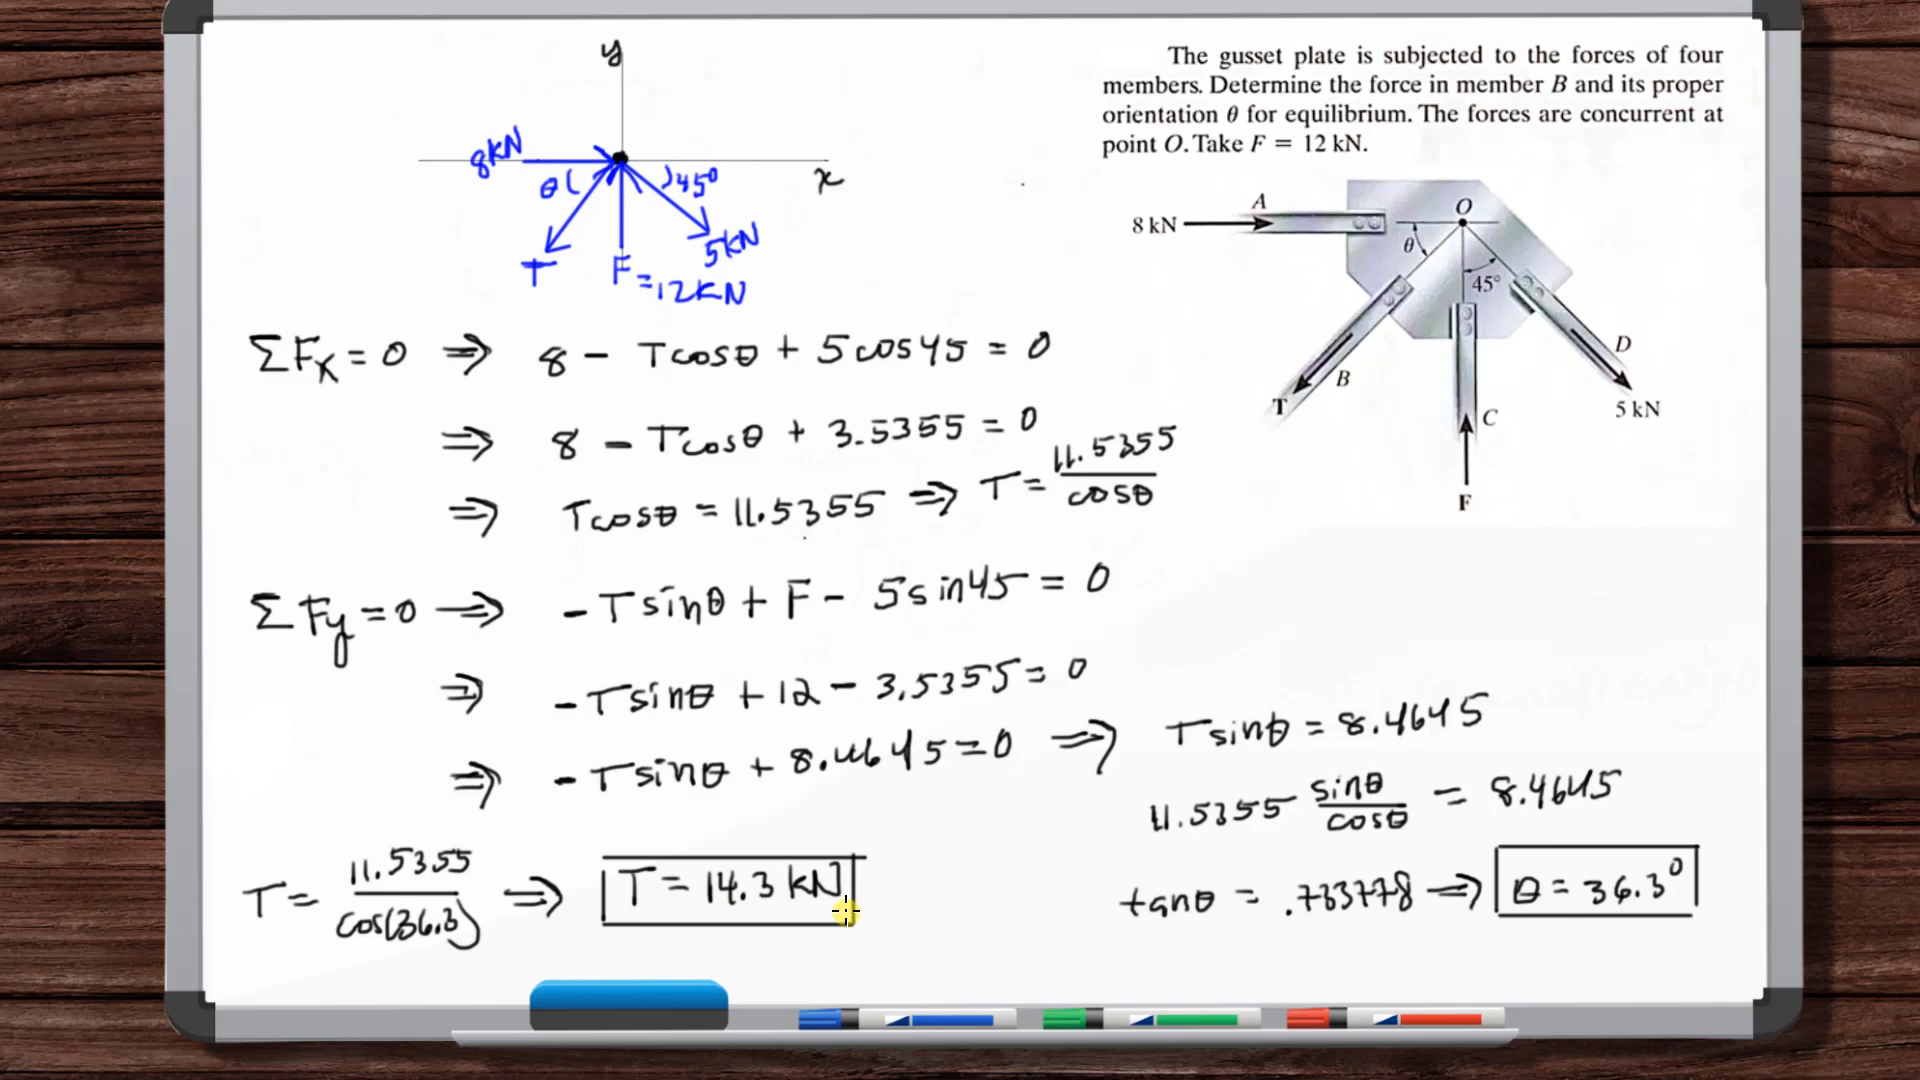 The gusset plate is subjected to the forces of four
members. Determine the force in member B and its proper
orientation θ for equilibrium. The forces are concurrent at
point O. Take F = 12 kN.
y
x
8kN
θ
45°
T
F = 12KN
5KN
A
8 kN
O
θ
45°
D
B
T
C
5 kN
F
ΣFx = 0 ⇒ 8 - Tcosθ + 5cos45 = 0
⇒ 8 - Tcosθ + 3.5355 = 0
⇒ Tcosθ = 11.5355 ⇒ T = 11.5355/cosθ
ΣFy = 0 ⇒ -Tsinθ + F - 5sin45 = 0
⇒ -Tsinθ + 12 - 3.5355 = 0
⇒ -Tsinθ + 8.4645 = 0 ⇒ Tsinθ = 8.4645
11.5355 sinθ/cosθ = 8.4645
tanθ = .733778 ⇒ θ = 36.3°
T = 11.5355/cos(36.3) ⇒ T = 14.3 KN